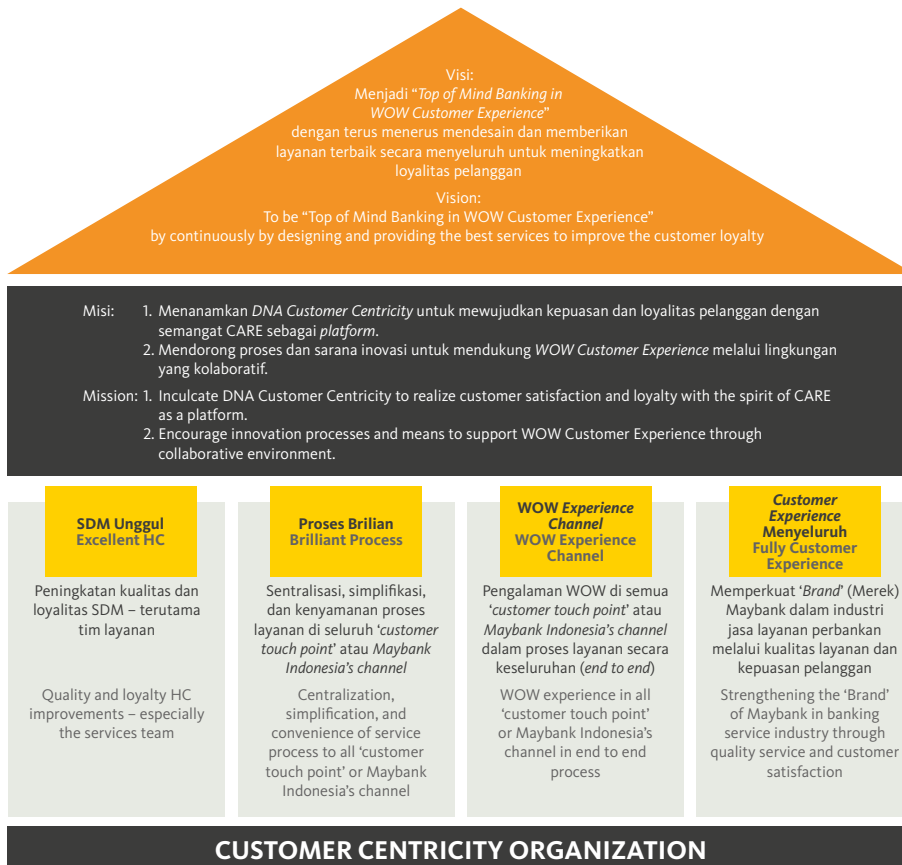 Visi:
Menjadi “Top of Mind Banking in
WOW Customer Experience”
dengan terus menerus mendesain dan memberikan
layanan terbaik secara menyeluruh untuk meningkatkan
loyalitas pelanggan
Vision:
To be “Top of Mind Banking in WOW Customer Experience”
by continuously by designing and providing the best services to improve the customer loyalty
Misi: 1. Menanamkan DNA Customer Centricity untuk mewujudkan kepuasan dan loyalitas pelanggan dengan
semangat CARE sebagai platform.
2. Mendorong proses dan sarana inovasi untuk mendukung WOW Customer Experience melalui lingkungan
yang kolaboratif.
Mission: 1. Inculcate DNA Customer Centricity to realize customer satisfaction and loyalty with the spirit of CARE
as a platform.
2. Encourage innovation processes and means to support WOW Customer Experience through
collaborative environment.
SDM Unggul
Excellent HC
Peningkatan kualitas dan
loyalitas SDM – terutama
tim layanan
Quality and loyalty HC
improvements – especially
the services team
Proses Brilian
Brilliant Process
Sentralisasi, simplifikasi,
dan kenyamanan proses
layanan di seluruh ‘customer
touch point’ atau Maybank
Indonesia’s channel
Centralization,
simplification, and
convenience of service
process to all ‘customer
touch point’ or Maybank
Indonesia’s channel
WOW Experience
Channel
WOW Experience
Channel
Pengalaman WOW di semua
‘customer touch point’ atau
Maybank Indonesia’s channel
dalam proses layanan secara
keseluruhan (end to end)
WOW experience in all
‘customer touch point’
or Maybank Indonesia’s
channel in end to end
process
Customer
Experience
Menyeluruh
Fully Customer
Experience
Memperkuat ‘Brand’ (Merek)
Maybank dalam industri
jasa layanan perbankan
melalui kualitas layanan dan
kepuasan pelanggan
Strengthening the ‘Brand’
of Maybank in banking
service industry through
quality service and customer
satisfaction
CUSTOMER CENTRICITY ORGANIZATION